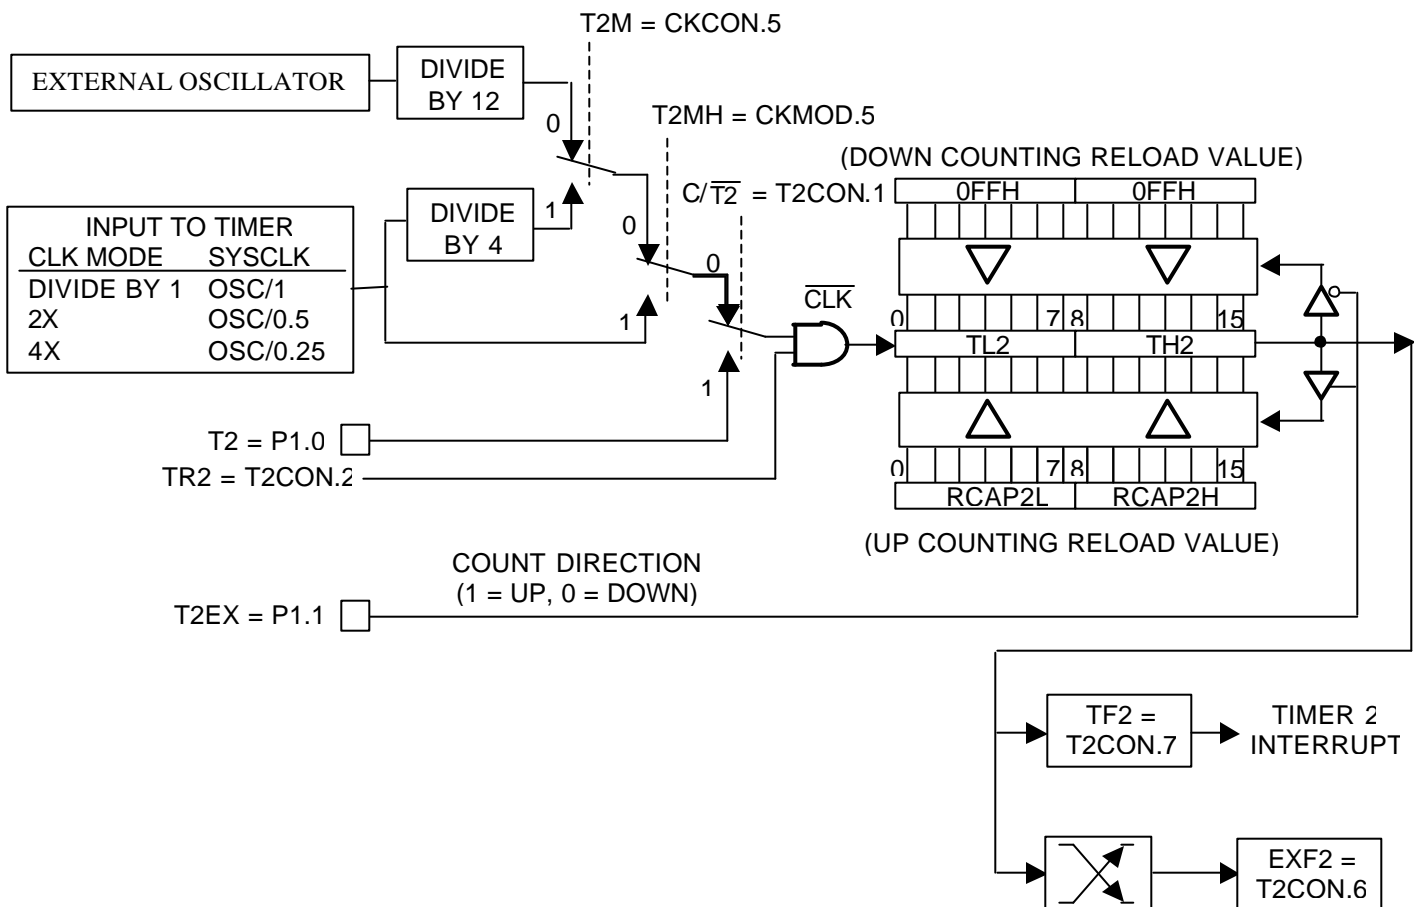 T2M = CKCON.5
EXTERNAL OSCILLATOR
DIVIDE
BY 12
0
T2MH = CKMOD.5
(DOWN COUNTING RELOAD VALUE)
1
C/T2 = T2CON.1
0FFH 0FFH
INPUT TO TIMER
CLK MODE SYSCLK
DIVIDE BY 1 OSC/1
2X OSC/0.5
4X OSC/0.25
DIVIDE
BY 4
0
0
1
CLK
0 7 8 15
TL2 TH2
1
T2 = P1.0
TR2 = T2CON.2
0 7 8 15
RCAP2L RCAP2H
(UP COUNTING RELOAD VALUE)
COUNT DIRECTION
(1 = UP, 0 = DOWN)
T2EX = P1.1
TF2 =
T2CON.7
TIMER 2
INTERRUPT
EXF2 =
T2CON.6